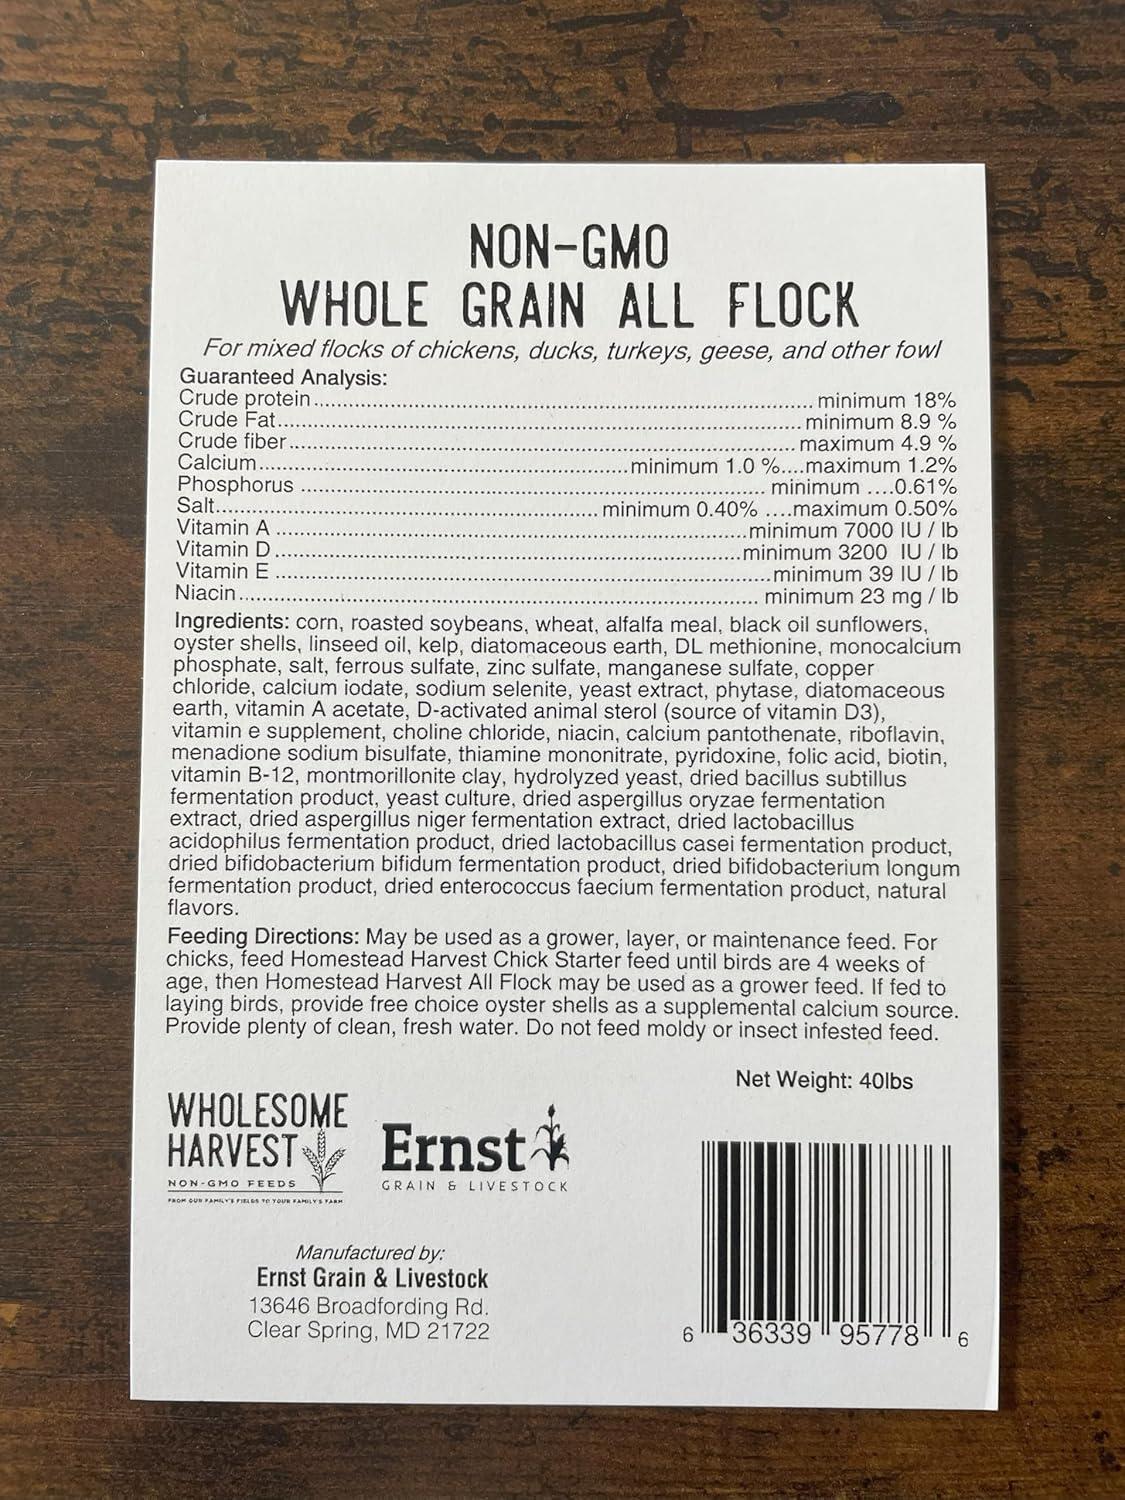 NON-GMO
WHOLE GRAIN ALL FLOCK
For mixed flocks of chickens, ducks, turkeys, geese, and other fowl
Guaranteed Analysis:
Crude protein.......... minimum 18%
Crude Fat.......... minimum 8.9 %
Crude fiber.......... maximum 4.9 %
Calcium..........minimum 1.0 %....maximum 1.2%
Phosphorus .......... minimum ....0.61%
Salt.......... minimum 0.40% ....maximum 0.50%
Vitamin A ..........minimum 7000 IU / lb
Vitamin D ..........minimum 3200 IU / lb
Vitamin E ..........minimum 39 IU / lb
Niacin.......... minimum 23 mg / lb
Ingredients: corn, roasted soybeans, wheat, alfalfa meal, black oil sunflowers,
oyster shells, linseed oil, kelp, diatomaceous earth, DL methionine, monocalcium
phosphate, salt, ferrous sulfate, zinc sulfate, manganese sulfate, copper
chloride, calcium iodate, sodium selenite, yeast extract, phytase, diatomaceous
earth, vitamin A acetate, D-activated animal sterol (source of vitamin D3),
vitamin e supplement, choline chloride, niacin, calcium pantothenate, riboflavin,
menadione sodium bisulfate, thiamine mononitrate, pyridoxine, folic acid, biotin,
vitamin B-12, montmorillonite clay, hydrolyzed yeast, dried bacillus subtillus
fermentation product, yeast culture, dried aspergillus oryzae fermentation
extract, dried aspergillus niger fermentation extract, dried lactobacillus
acidophilus fermentation product, dried lactobacillus casei fermentation product,
dried bifidobacterium bifidum fermentation product, dried bifidobacterium longum
fermentation product, dried enterococcus faecium fermentation product, natural
flavors.
Feeding Directions: May be used as a grower, layer, or maintenance feed. For
chicks, feed Homestead Harvest Chick Starter feed until birds are 4 weeks of
age, then Homestead Harvest All Flock may be used as a grower feed. If fed to
laying birds, provide free choice oyster shells as a supplemental calcium source.
Provide plenty of clean, fresh water. Do not feed moldy or insect infested feed.
Net Weight: 40lbs
WHOLESOME
HARVEST
NON-GMO FEEDS
FROM OUR FAMILY'S FIELDS TO YOUR FAMILY'S FARM
Ernst
GRAIN & LIVESTOCK
Manufactured by:
Ernst Grain & Livestock
13646 Broadfording Rd.
Clear Spring, MD 21722
6 36339 95778 6